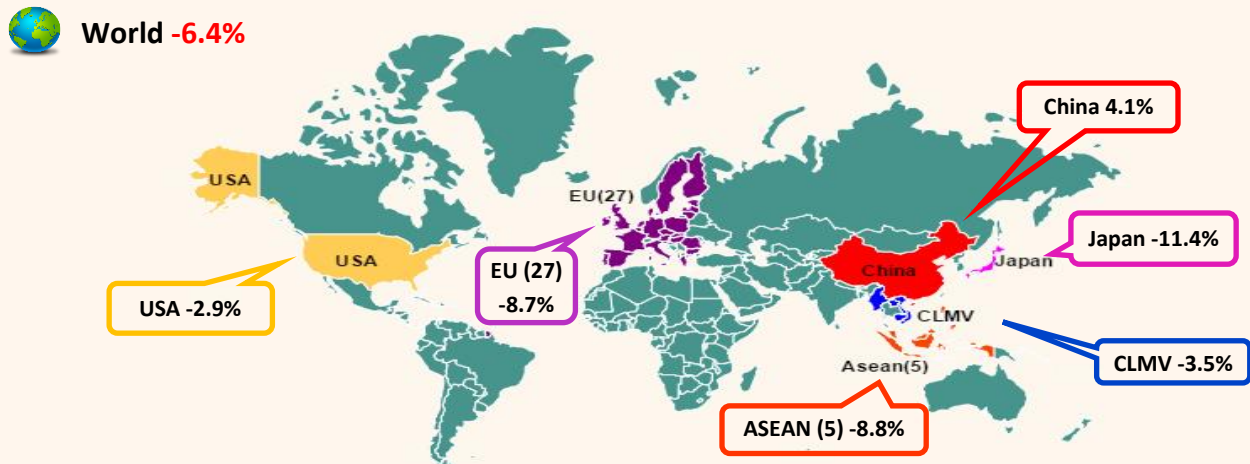 World -6.4%
China 4.1%
USA
EU(27)
Japan -11.4%
EU (27)
-8.7%
USA
China
Japan
USA -2.9%
CLMV
Asean(5)
CLMV -3.5%
ASEAN (5) -8.8%